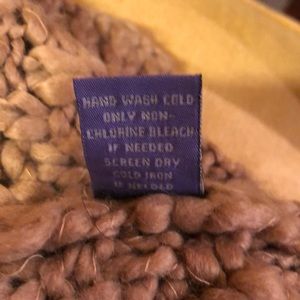 HAND WASH COLD
ONLY NON-
CHLORINE BLEACH
IF NEEDED
SCREEN DRY
COLD IRON
IF NEEDED